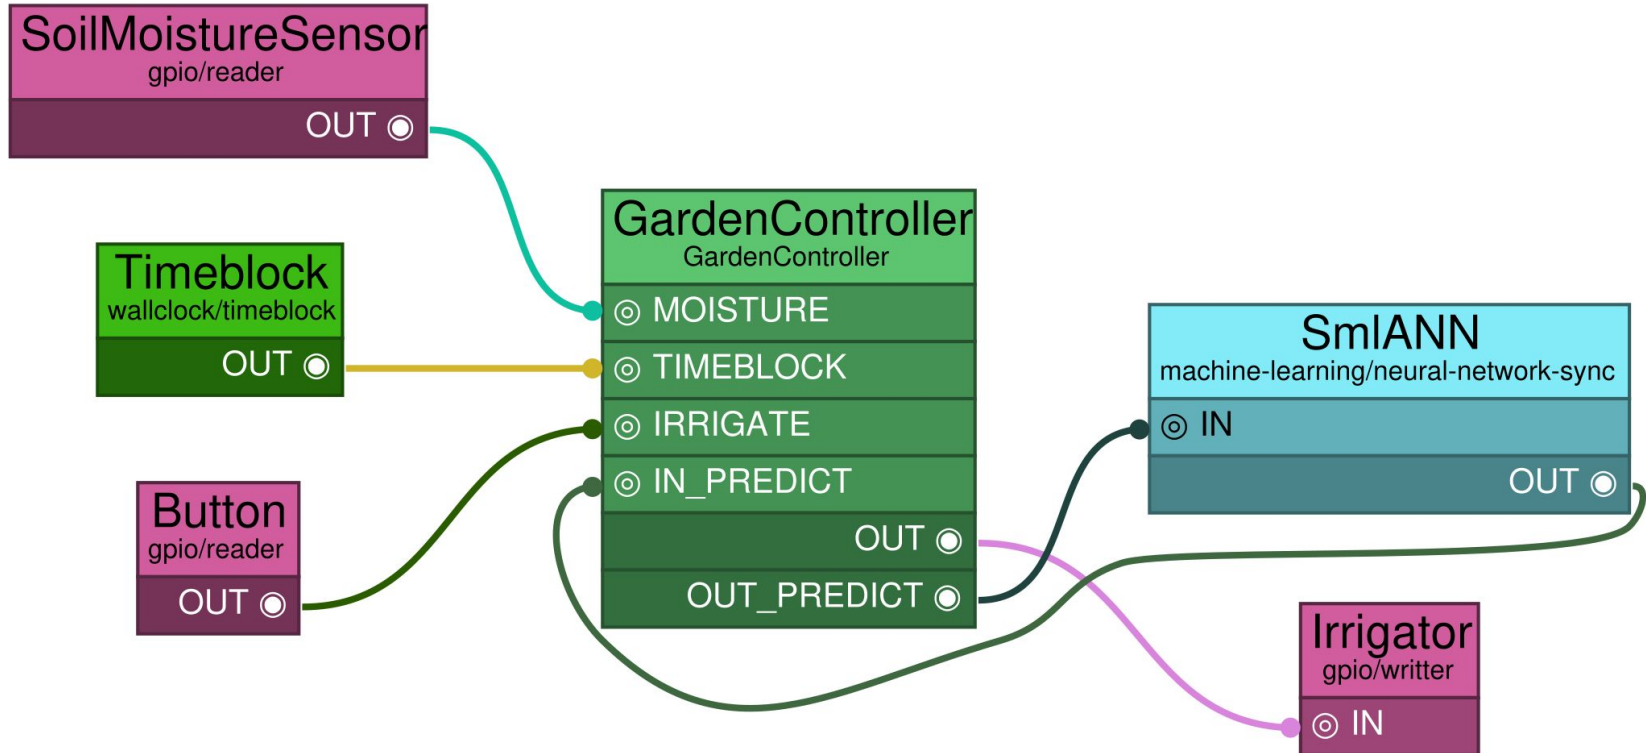 SoilMoistureSensor
gpio/reader
OUT
Timeblock
wallclock/timeblock
OUT
Button
gpio/reader
OUT
GardenController
GardenController
MOISTURE
TIMEBLOCK
IRRIGATE
IN_PREDICT
OUT
OUT_PREDICT
SmlANN
machine-learning/neural-network-sync
IN
OUT
Irrigator
gpio/writter
IN